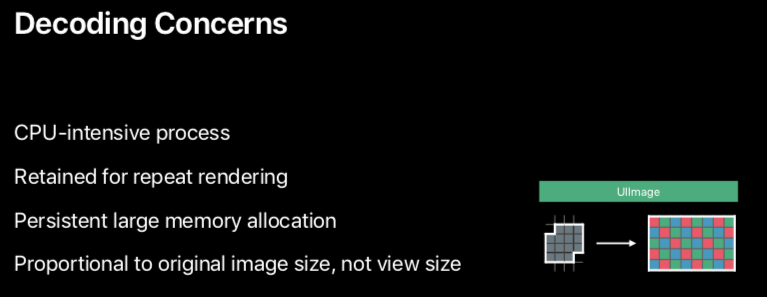 Decoding Concerns
CPU-intensive process
Retained for repeat rendering
Persistent large memory allocation
Proportional to original image size, not view size
UIImage